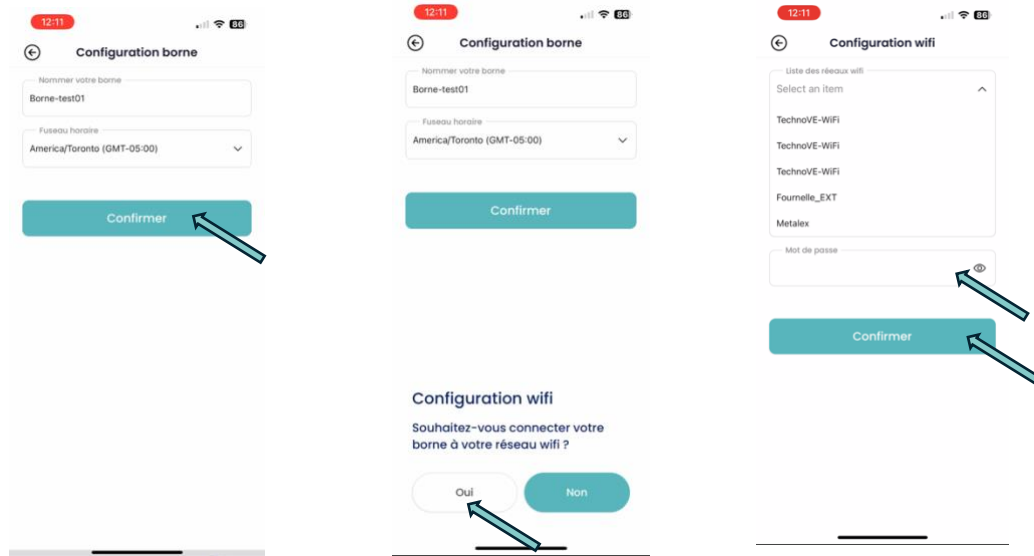 12:11
86
Configuration borne
Nommer votre borne
Borne-test01
Fuseau horaire
America/Toronto (GMT-05:00)
Confirmer
12:11
86
Configuration borne
Nommer votre borne
Borne-test01
Fuseau horaire
America/Toronto (GMT-05:00)
Confirmer
Configuration wifi
Souhaitez-vous connecter votre
borne à votre réseau wifi ?
Oui
Non
12:11
86
Configuration wifi
Liste des réeaux wifi
Select an item
TechnoVE-WiFi
TechnoVE-WiFi
TechnoVE-WiFi
Fournelle_EXT
Metalex
Mot de passe
Confirmer